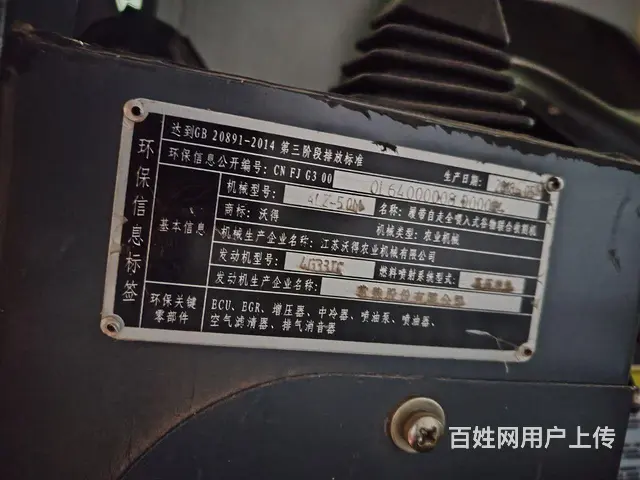 环保信息标签
达到GB 20891-2014 第三阶段排放标准
环保信息公开编号: CN FJ G3 00
生产日期:
基本信息
机械型号:
名称: 履带自走全喂入式谷物联合收割机
商标: 沃得
机械类型: 农业机械
机械生产企业名称: 江苏沃得农业机械有限公司
发动机型号:
燃料喷射系统型式:
发动机生产企业名称:
环保关键零部件
ECU、EGR、增压器、中冷器、喷油泵、喷油器、
空气滤清器、排气消音器
百姓网用户上传